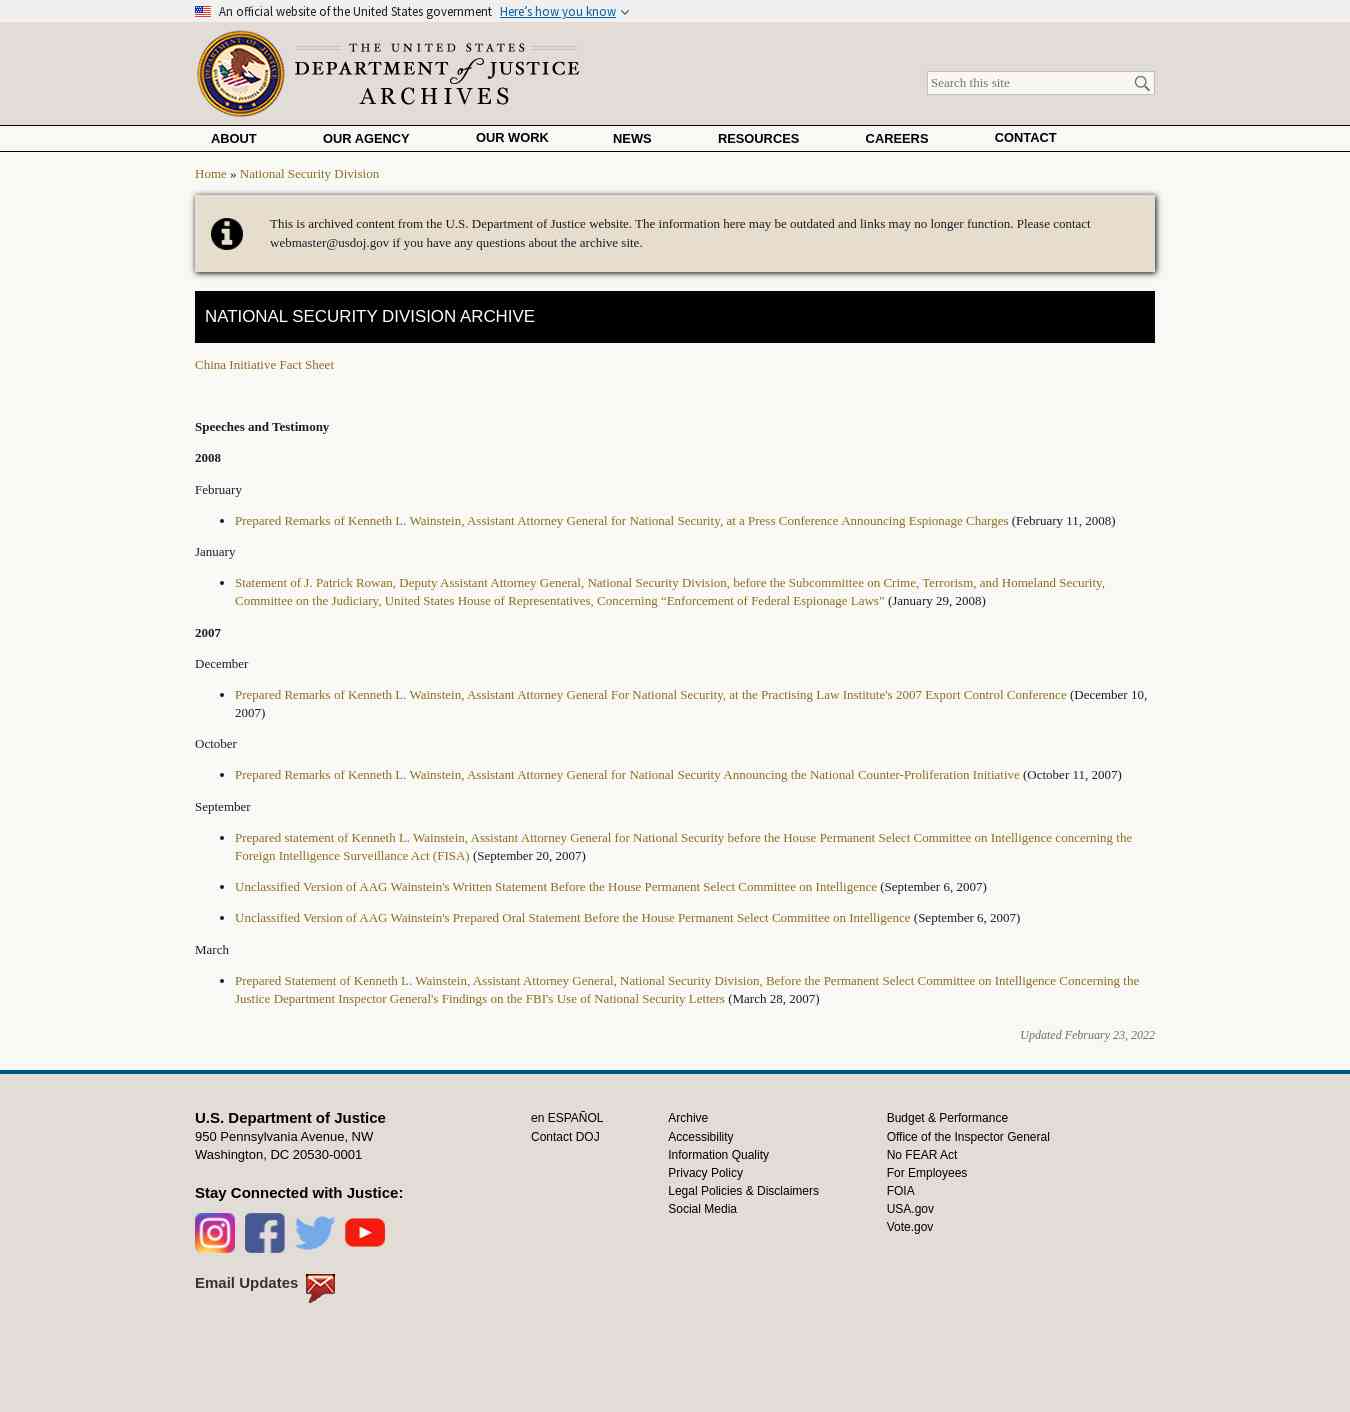 An official website of the United States government Here's how you know
THE UNITED STATES
DEPARTMENT of JUSTICE
ARCHIVES
Search this site
ABOUT OUR AGENCY OUR WORK NEWS RESOURCES CAREERS CONTACT
Home » National Security Division
This is archived content from the U.S. Department of Justice website. The information here may be outdated and links may no longer function. Please contact
webmaster@usdoj.gov if you have any questions about the archive site.
NATIONAL SECURITY DIVISION ARCHIVE
China Initiative Fact Sheet
Speeches and Testimony
2008
February
Prepared Remarks of Kenneth L. Wainstein, Assistant Attorney General for National Security, at a Press Conference Announcing Espionage Charges (February 11, 2008)
January
Statement of J. Patrick Rowan, Deputy Assistant Attorney General, National Security Division, before the Subcommittee on Crime, Terrorism, and Homeland Security,
Committee on the Judiciary, United States House of Representatives, Concerning “Enforcement of Federal Espionage Laws” (January 29, 2008)
2007
December
Prepared Remarks of Kenneth L. Wainstein, Assistant Attorney General For National Security, at the Practising Law Institute's 2007 Export Control Conference (December 10,
2007)
October
Prepared Remarks of Kenneth L. Wainstein, Assistant Attorney General for National Security Announcing the National Counter-Proliferation Initiative (October 11, 2007)
September
Prepared statement of Kenneth L. Wainstein, Assistant Attorney General for National Security before the House Permanent Select Committee on Intelligence concerning the
Foreign Intelligence Surveillance Act (FISA) (September 20, 2007)
Unclassified Version of AAG Wainstein's Written Statement Before the House Permanent Select Committee on Intelligence (September 6, 2007)
Unclassified Version of AAG Wainstein's Prepared Oral Statement Before the House Permanent Select Committee on Intelligence (September 6, 2007)
March
Prepared Statement of Kenneth L. Wainstein, Assistant Attorney General, National Security Division, Before the Permanent Select Committee on Intelligence Concerning the
Justice Department Inspector General's Findings on the FBI's Use of National Security Letters (March 28, 2007)
Updated February 23, 2022
U.S. Department of Justice
950 Pennsylvania Avenue, NW
Washington, DC 20530-0001
Stay Connected with Justice:
Email Updates
en ESPAÑOL
Contact DOJ
Archive
Accessibility
Information Quality
Privacy Policy
Legal Policies & Disclaimers
Social Media
Budget & Performance
Office of the Inspector General
No FEAR Act
For Employees
FOIA
USA.gov
Vote.gov